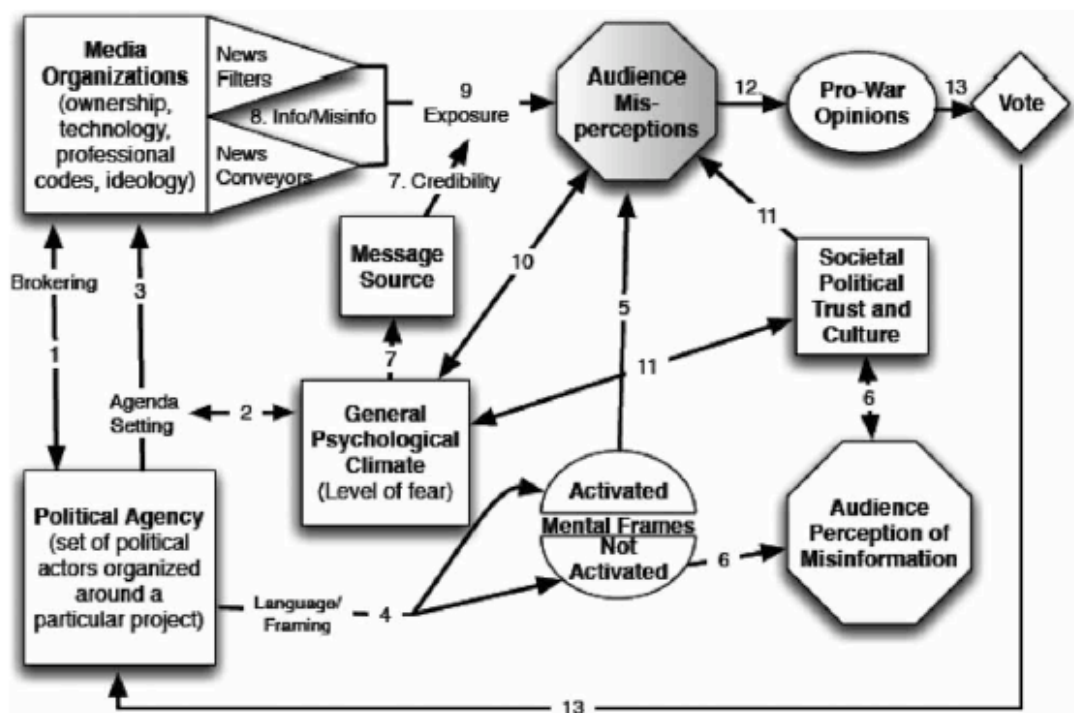 Media
Organizations
(ownership,
technology,
professional
codes, ideology)
News
Filters
8. Info/Misinfo
News
Conveyors
9
Exposure
7. Credibility
Message
Source
7
Audience
Mis-
perceptions
12
Pro-War
Opinions
13
Vote
Brokering
1
3
Agenda
Setting
2
General
Psychological
Climate
(Level of fear)
10
5
11
11
Societal
Political
Trust and
Culture
6
Political Agency
(set of political
actors organized
around a
particular project)
Language/
Framing
4
Activated
Mental Frames
Not
Activated
6
Audience
Perception of
Misinformation
13